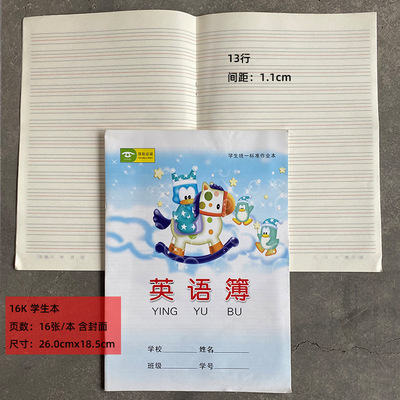 13行
间距：1.1cm
学生统一标准作业本
英语簿
YING YU BU
学校 姓名
班级 学号
16K 学生本
页数：16张/本 含封面
尺寸：26.0cmx18.5cm